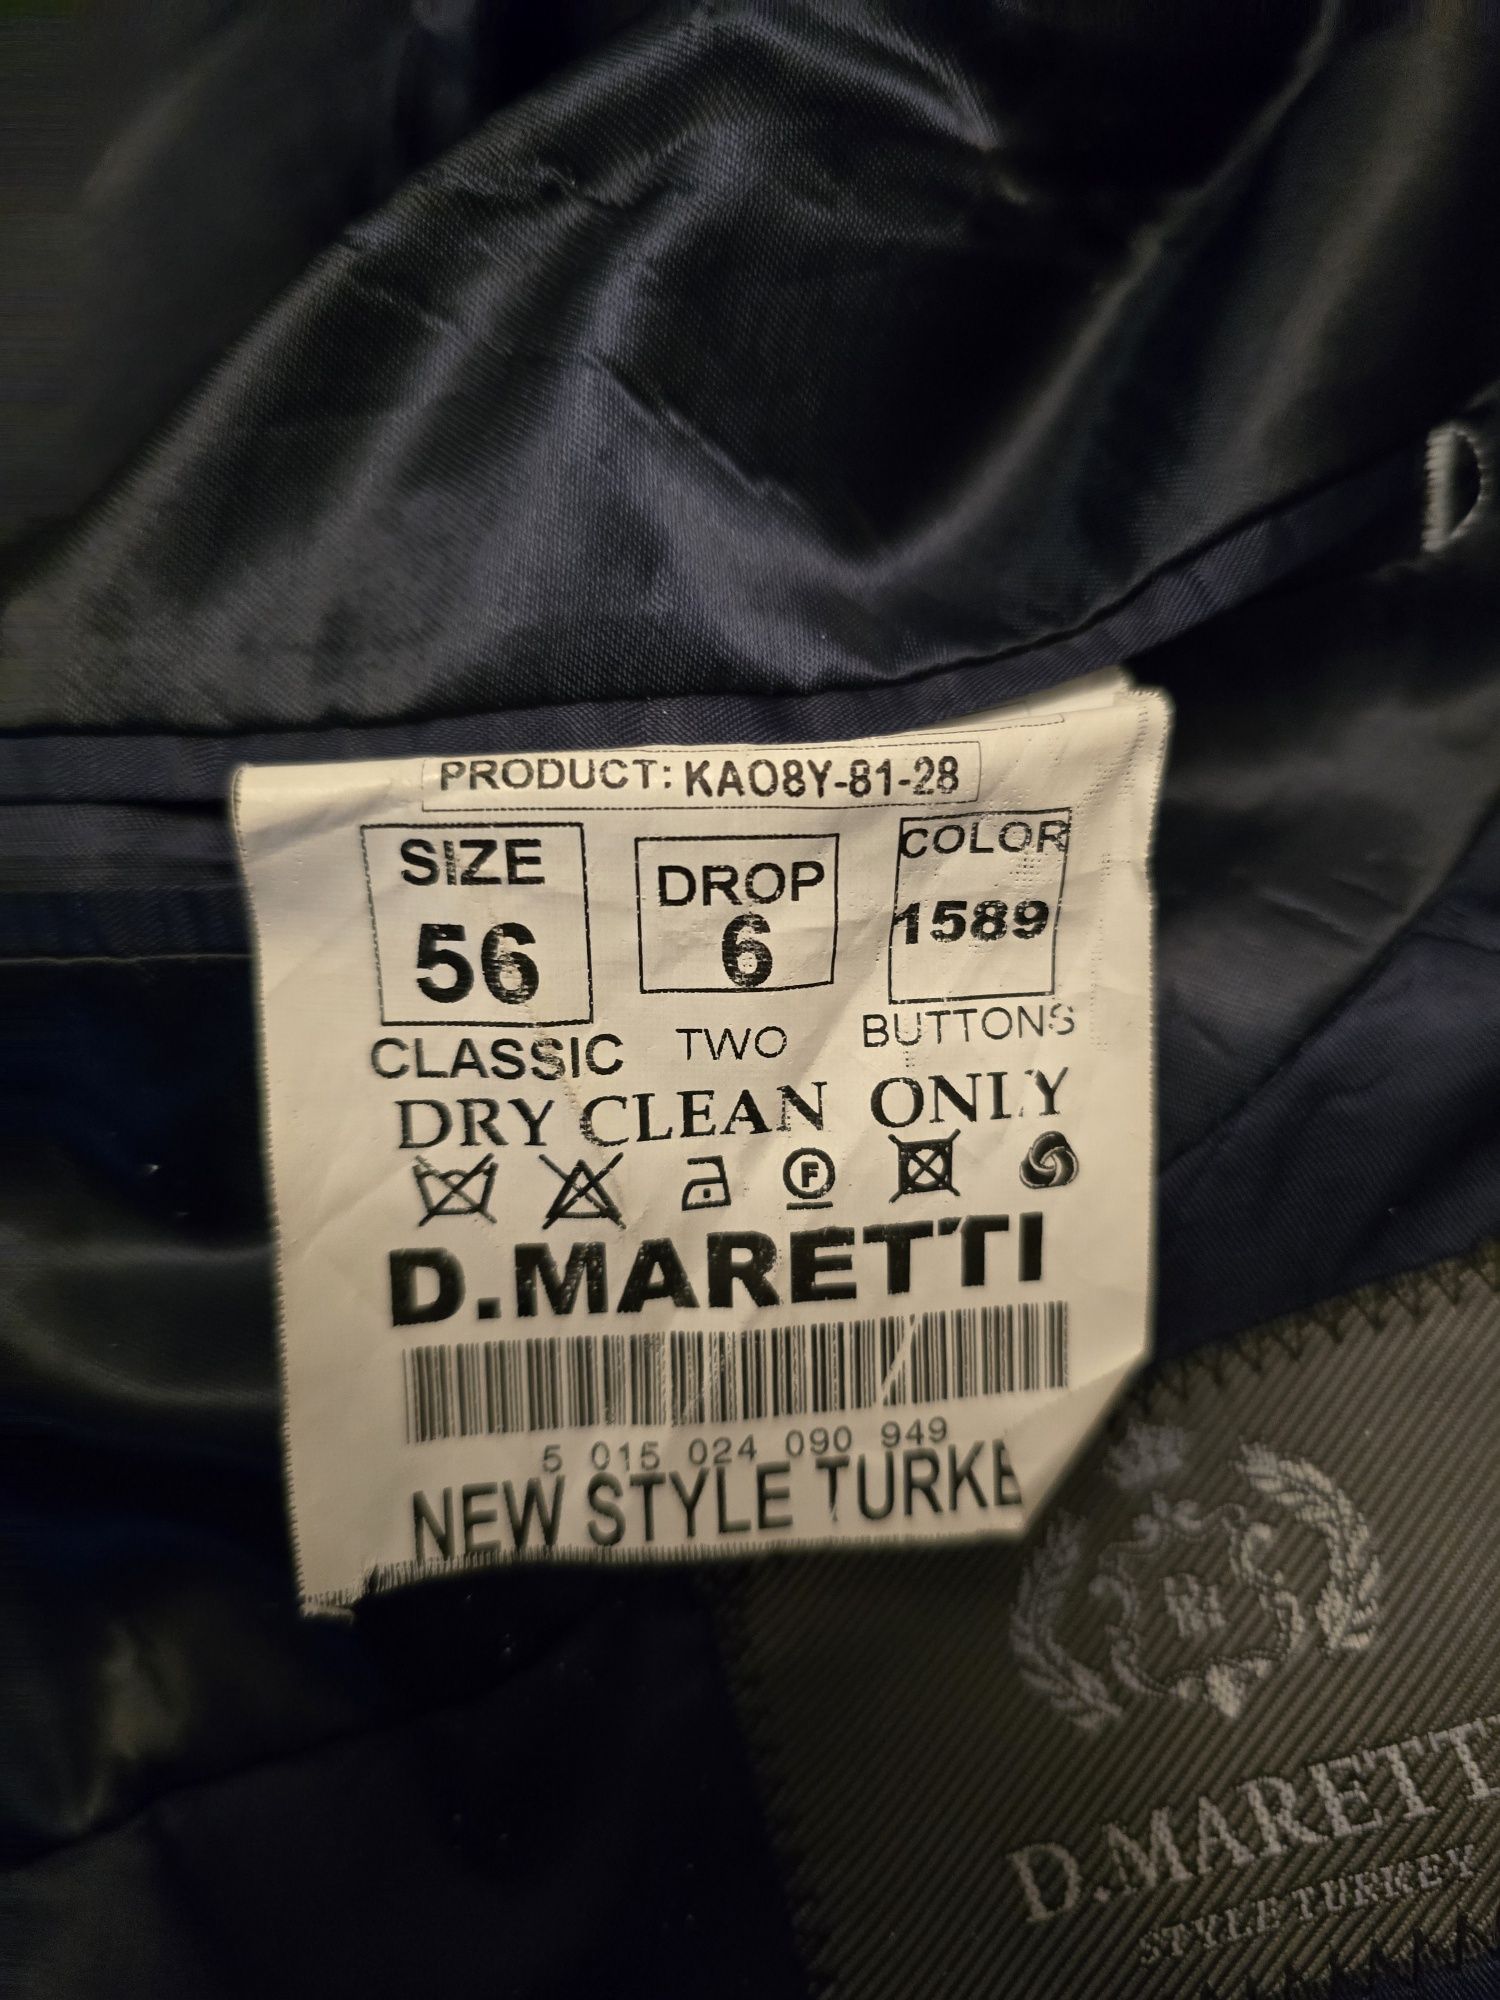 PRODUCT: KAO8Y-81-28
SIZE DROP COLOR
56 6 1589
CLASSIC TWO BUTTONS
DRY CLEAN ONLY
F
D.MARETTI
5 015 024 090 949
NEW STYLE TURKE
D.MARETT
STYLE TURKEY